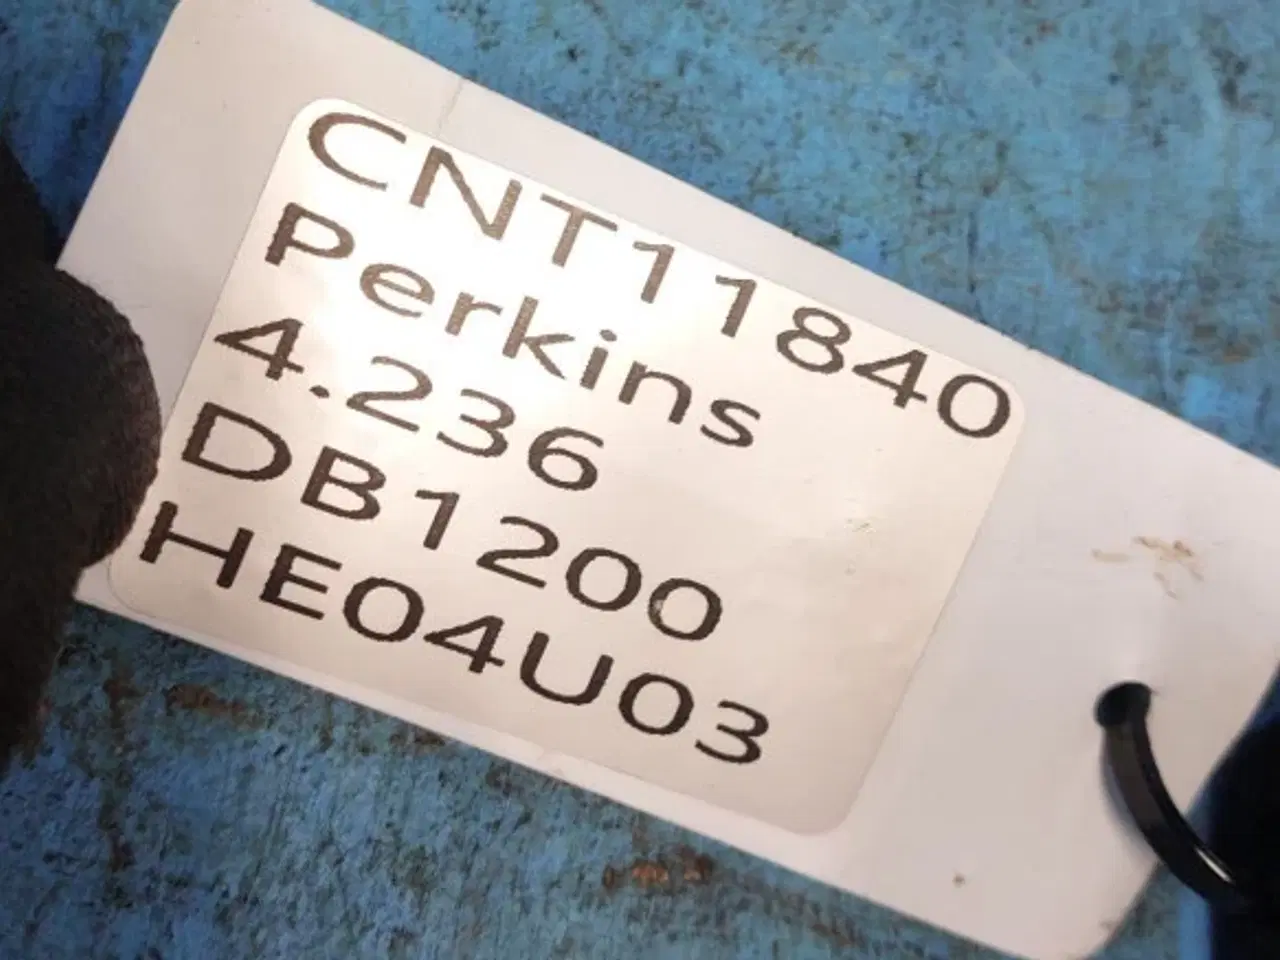 CNT11840
Perkins
4.236
DB1200
HE04U03